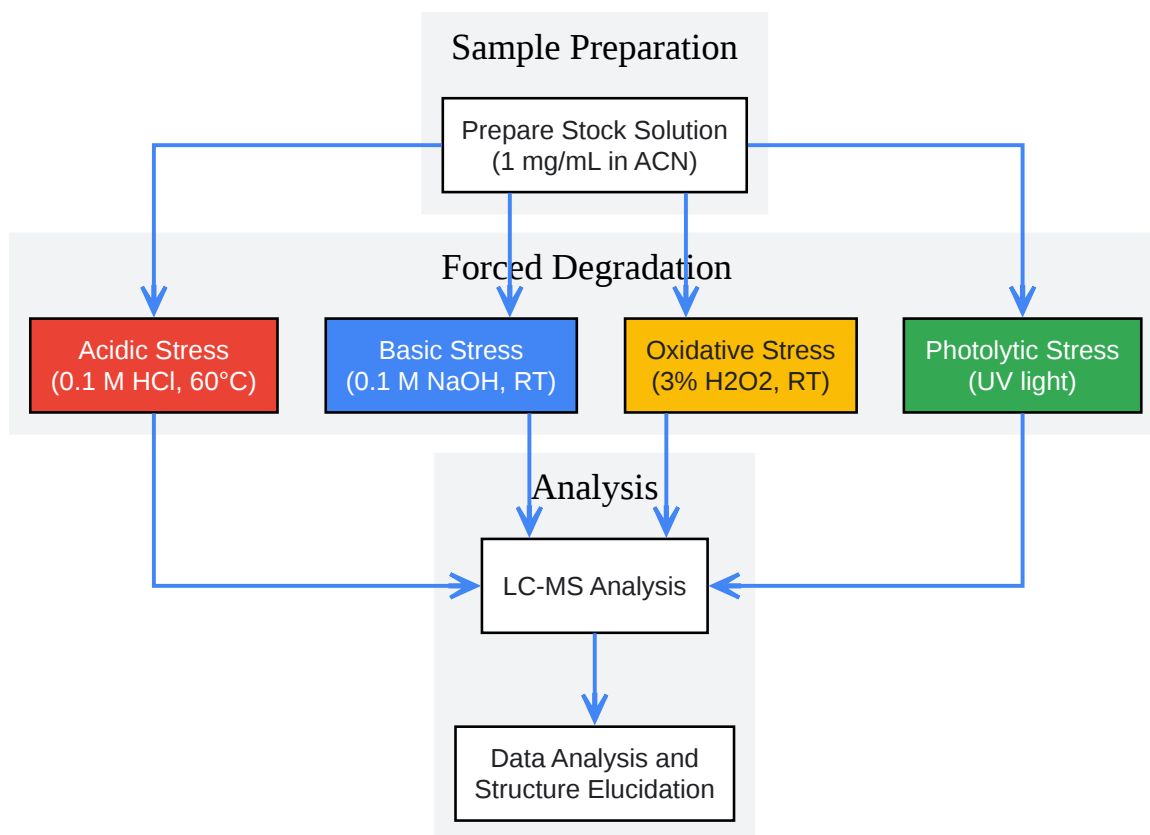 Sample Preparation
Prepare Stock Solution
(1 mg/mL in ACN)
Forced Degradation
Acidic Stress
(0.1 M HCl, 60°C)
Basic Stress
(0.1 M NaOH, RT)
Oxidative Stress
(3% H2O2, RT)
Photolytic Stress
(UV light)
Analysis
LC-MS Analysis
Data Analysis and
Structure Elucidation